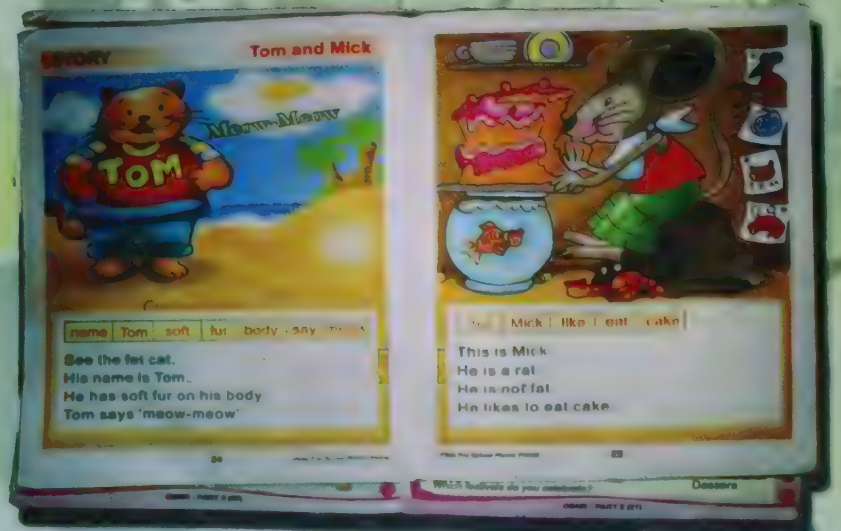 STORY
Tom and Mick
Meow-Meow
TOM
name Tom soft fur body say
See the fat cat.
His name is Tom.
He has soft fur on his body
Tom says 'meow-meow'
Mick like eat cake
This is Mick
He is a rat
He is not fat
He likes to eat cake
Which festivals do you celebrate?
Dessers